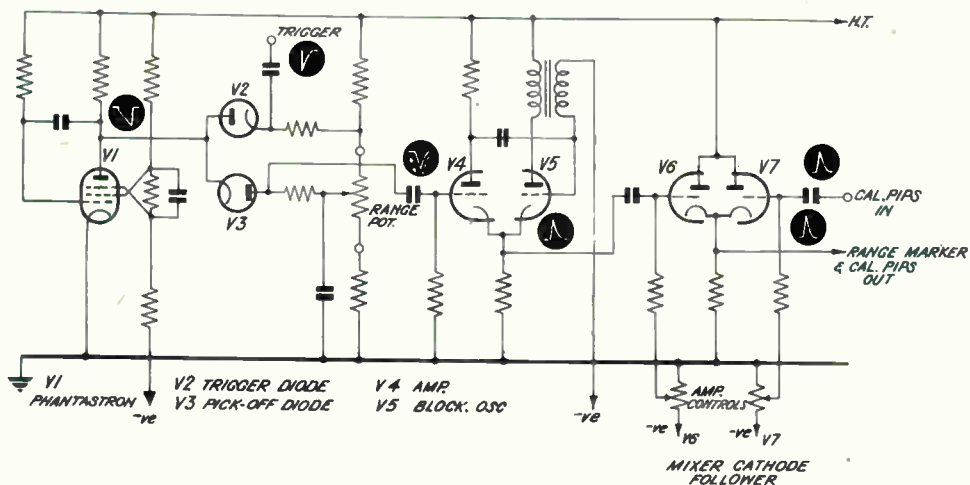 TRIGGER
H.T.
V2
V1
V3
V4
V5
V6
V7
RANGE
POT.
CAL. PIPS
IN
RANGE MARKER
& CAL. PIPS
OUT
V1
PHANTASTRON
-ve
V2 TRIGGER DIODE
V3 PICK-OFF DIODE
V4 AMP.
V5 BLOCK. OSC
-ve
AMP.
CONTROLS
-ve V6
-ve V7
MIXER CATHODE
FOLLOWER